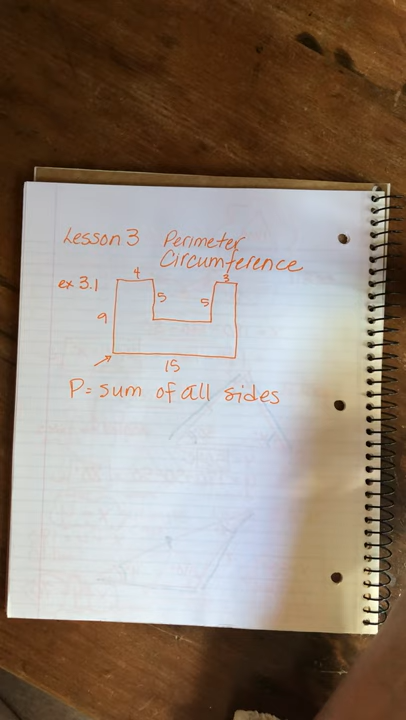 Lesson 3 Perimeter
Circumference
ex 3.1
4
3
5
5
9
15
P = sum of all sides